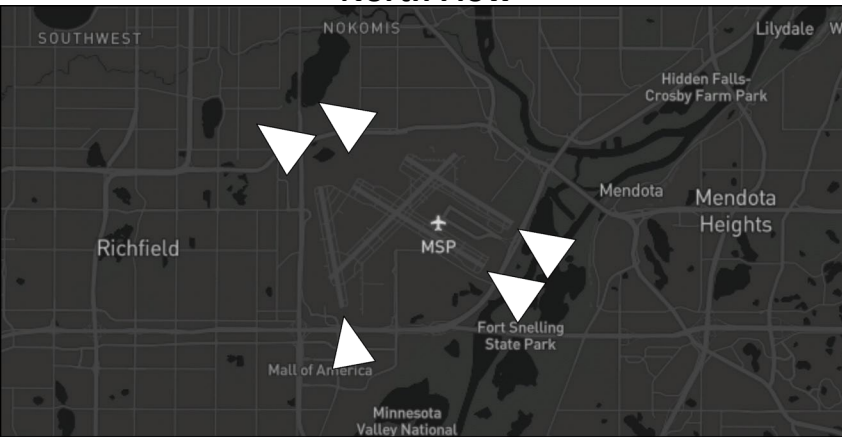 NOKOMIS
Lilydale
W
SOUTHWEST
Hidden Falls-
Crosby Farm Park
Mendota
Mendota
Heights
Richfield
MSP
Fort Snelling
State Park
Mall of America
Minnesota
Valley National